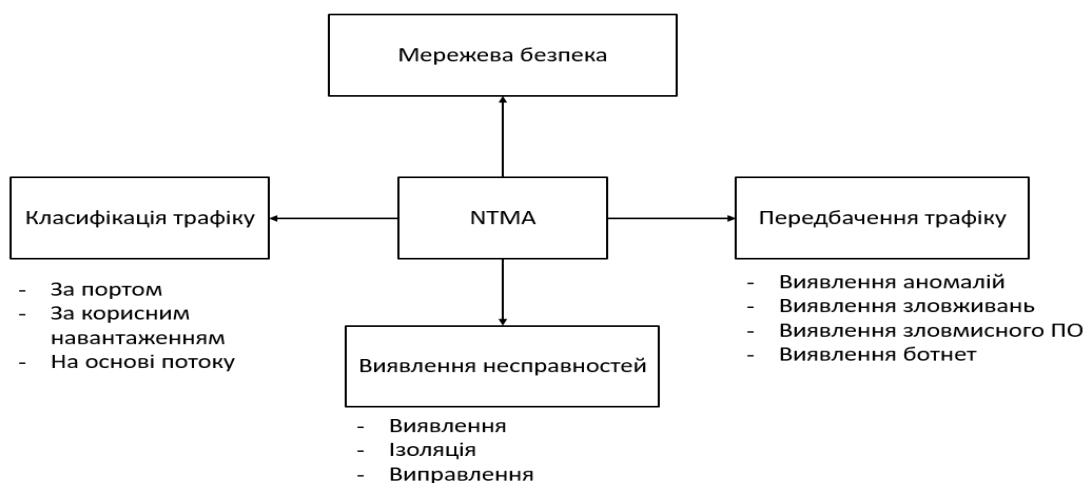 Мережева безпека
Класифікація трафіку
NTMA
Передбачення трафіку
- За портом
- За корисним
навантаженням
- На основі потоку
- Виявлення аномалій
- Виявлення зловживань
- Виявлення зловмисного ПО
- Виявлення ботнет
Виявлення несправностей
- Виявлення
- Ізоляція
- Виправлення